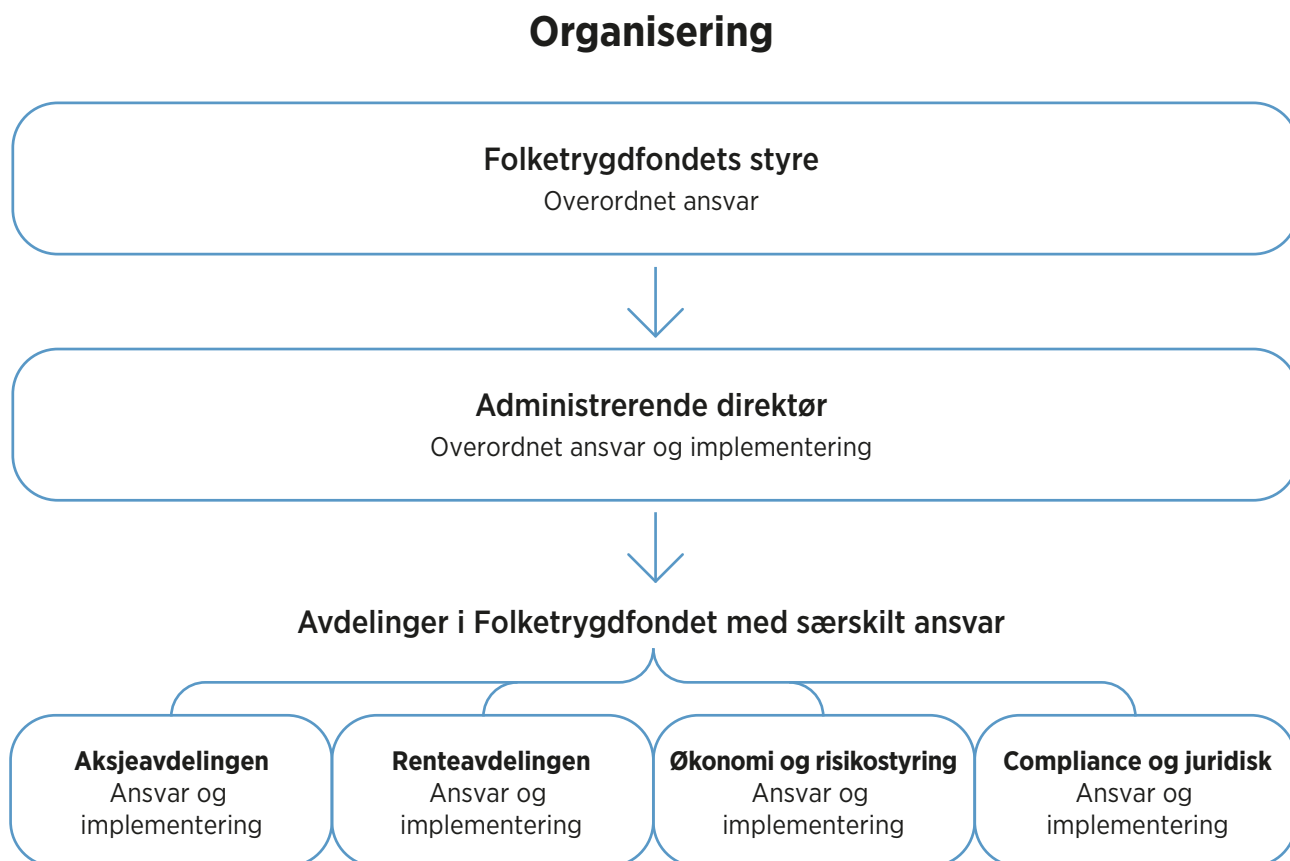 Organisering
Folketrygdfondets styre
Overordnet ansvar
Administrerende direktør
Overordnet ansvar og implementering
Avdelinger i Folketrygdfondet med særskilt ansvar
Aksjeavdelingen
Ansvar og
implementering
Renteavdelingen
Ansvar og
implementering
Økonomi og risikostyring
Ansvar og
implementering
Compliance og juridisk
Ansvar og
implementering